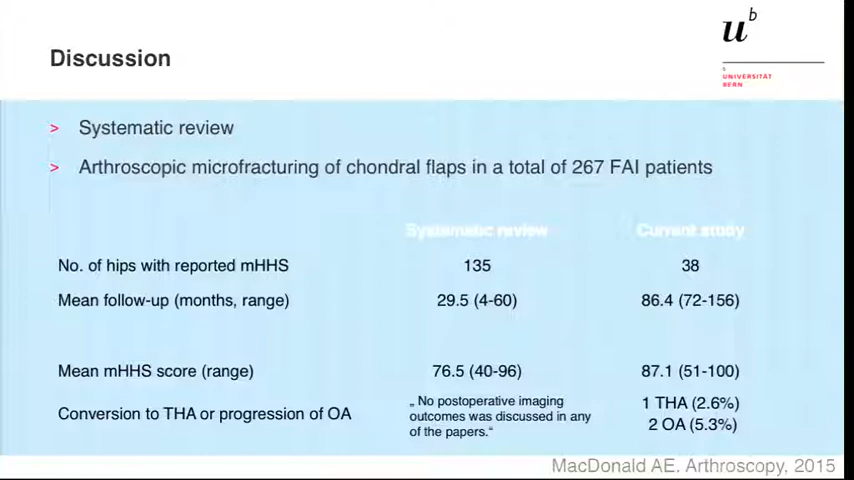 Discussion
u^b
b
UNIVERSITÄT
BERN
> Systematic review
> Arthroscopic microfracturing of chondral flaps in a total of 267 FAI patients
Systematic review Current study
No. of hips with reported mHHS 135 38
Mean follow-up (months, range) 29.5 (4-60) 86.4 (72-156)
Mean mHHS score (range) 76.5 (40-96) 87.1 (51-100)
Conversion to THA or progression of OA
„ No postoperative imaging
outcomes was discussed in any
of the papers.“
1 THA (2.6%)
2 OA (5.3%)
MacDonald AE. Arthroscopy, 2015